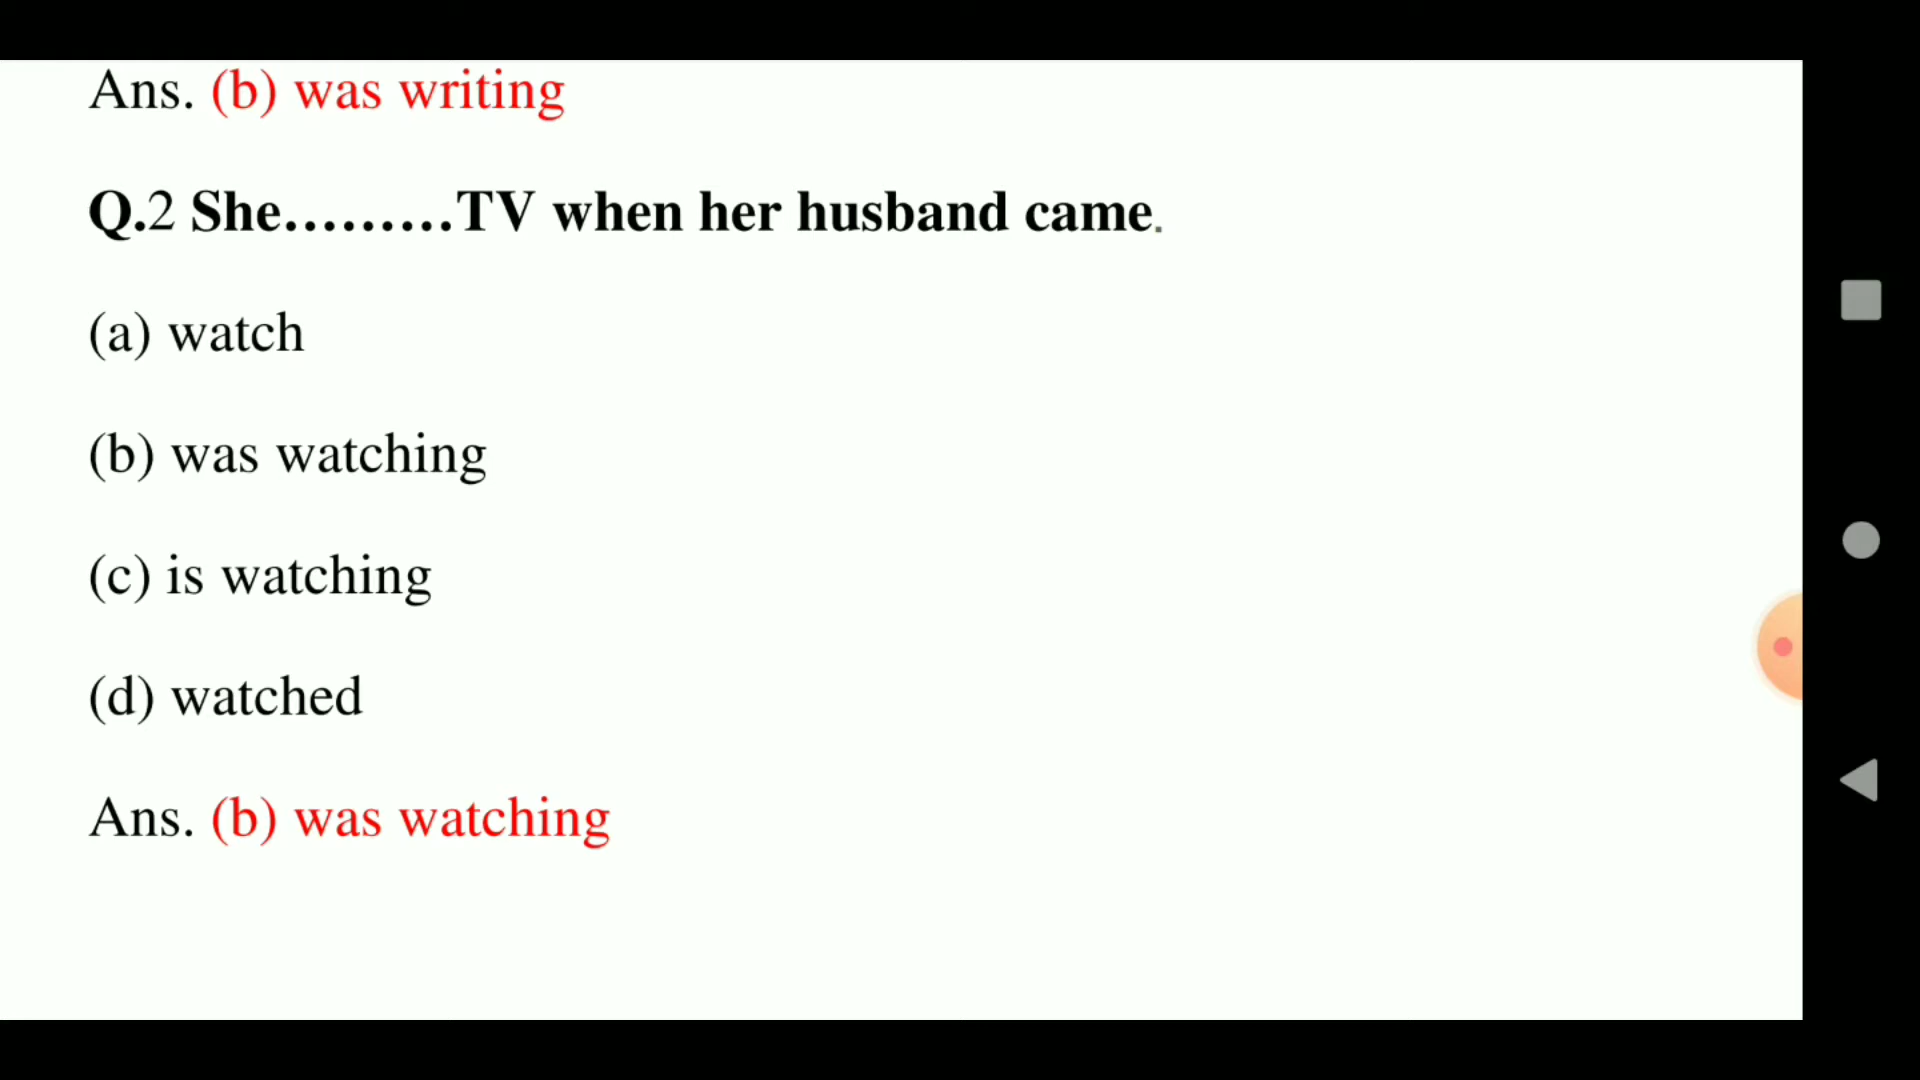 Ans. (b) was writing
Q.2 She.........TV when her husband came.
(a) watch
(b) was watching
(c) is watching
(d) watched
Ans. (b) was watching